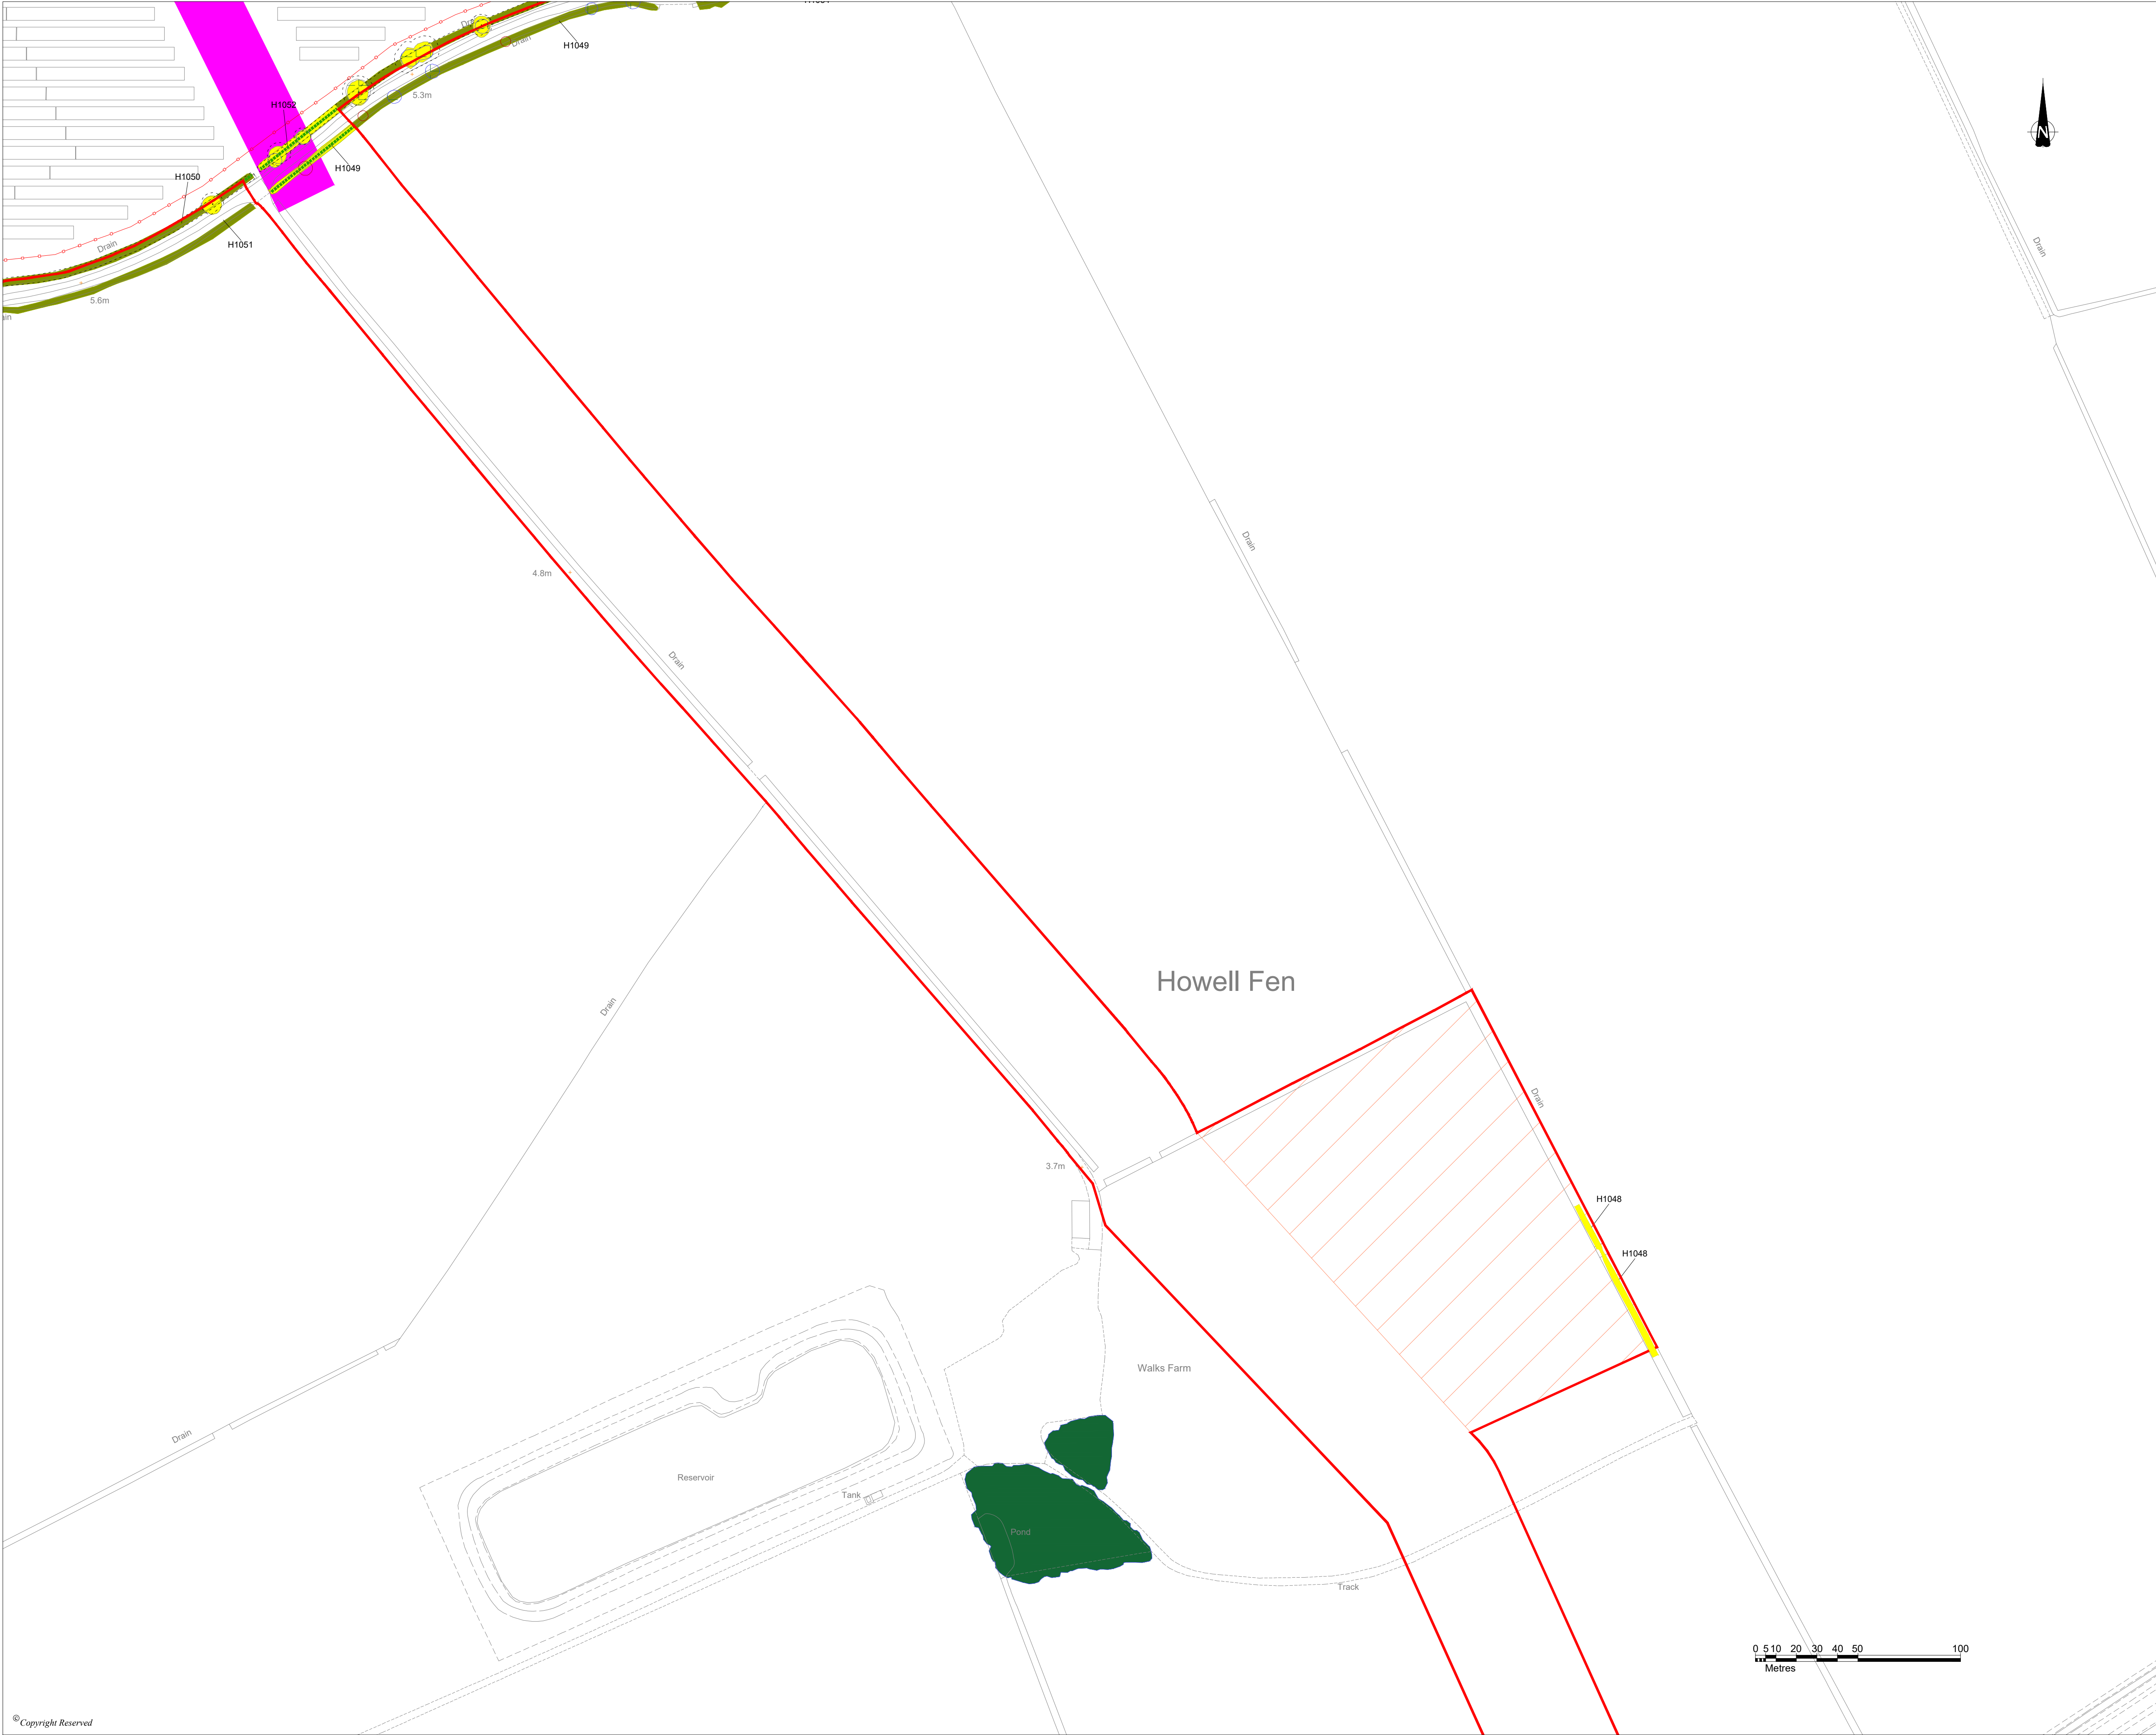 Drain
Drain
H1049
5.3m
H1052
H1049
H1050
H1051
Drain
5.6m
N
Drain
Drain
4.8m
Drain
Howell Fen
Drain
Drain
3.7m
H1048
H1048
Walks Farm
Drain
Reservoir
Tank
Pond
Track
0 5 10 20 30 40 50 100
Metres
© Copyright Reserved